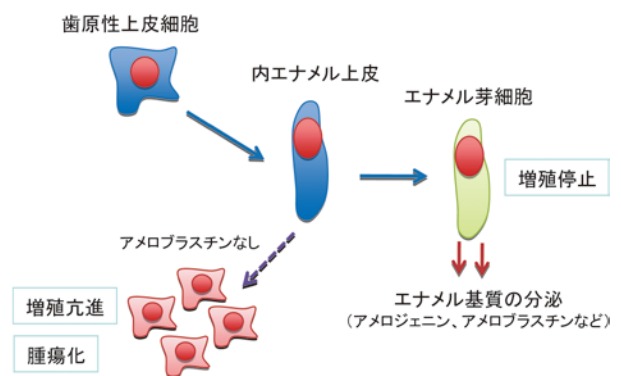 歯原性上皮細胞
内エナメル上皮
エナメル芽細胞
増殖停止
アメロブラスチンなし
増殖亢進
腫瘍化
エナメル基質の分泌
（アメロジェニン、アメロブラスチンなど）